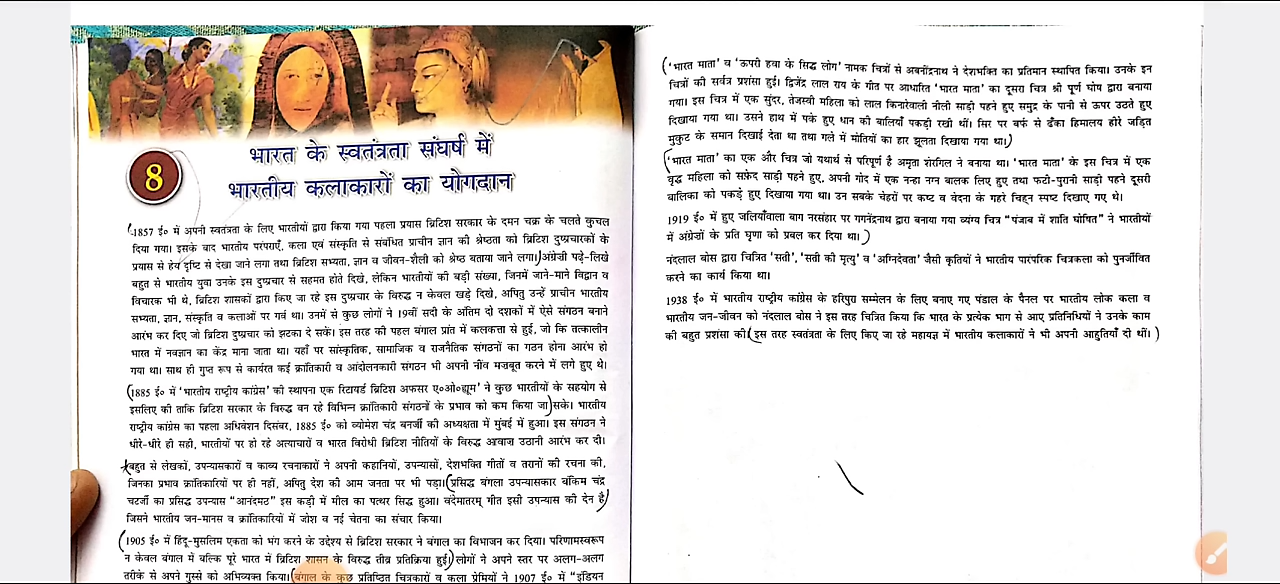 8
भारत के स्वतंत्रता संघर्ष में
भारतीय कलाकारों का योगदान
1857 ई० में अपनी स्वतंत्रता के लिए भारतीयों द्वारा किया गया पहला प्रयास ब्रिटिश सरकार के दमन चक्र के चलते कुचल
दिया गया। इसके बाद भारतीय परंपराएँ, कला एवं संस्कृति से संबंधित प्राचीन ज्ञान की श्रेष्ठता को ब्रिटिश दुष्प्रचारकों के
प्रयास से हेय दृष्टि से देखा जाने लगा तथा ब्रिटिश सभ्यता, ज्ञान व जीवन-शैली को श्रेष्ठ बताया जाने लगा।) अंग्रेजी पढ़े-लिखे
बहुत से भारतीय युवा उनके इस दुष्प्रचार से सहमत होते दिखे, लेकिन भारतीयों की बड़ी संख्या, जिनमें जाने-माने विद्वान व
विचारक भी थे, ब्रिटिश शासकों द्वारा किए जा रहे इस दुष्प्रचार के विरुद्ध न केवल खड़े दिखे, अपितु उन्हें प्राचीन भारतीय
सभ्यता, ज्ञान, संस्कृति व कलाओं पर गर्व था। उनमें से कुछ लोगों ने 19वीं सदी के अंतिम दो दशकों में ऐसे संगठन बनाने
आरंभ कर दिए जो ब्रिटिश दुष्प्रचार को झटका दे सकें। इस तरह की पहल बंगाल प्रांत में कलकत्ता से हुई, जो कि तत्कालीन
भारत में नवज्ञान का केंद्र माना जाता था। यहाँ पर सांस्कृतिक, सामाजिक व राजनैतिक संगठनों का गठन होना आरंभ हो
गया था। साथ ही गुप्त रूप से कार्यरत कई क्रांतिकारी व आंदोलनकारी संगठन भी अपनी नींव मजबूत करने में लगे हुए थे।
(1885 ई० में 'भारतीय राष्ट्रीय कांग्रेस' की स्थापना एक रिटायर्ड ब्रिटिश अफसर ए०ओ०ह्यूम' ने कुछ भारतीयों के सहयोग से
इसलिए की ताकि ब्रिटिश सरकार के विरुद्ध बन रहे विभिन्न क्रांतिकारी संगठनों के प्रभाव को कम किया जा) सके। भारतीय
राष्ट्रीय कांग्रेस का पहला अधिवेशन दिसंबर, 1885 ई० को व्योमेश चंद्र बनर्जी की अध्यक्षता में मुंबई में हुआ। इस संगठन ने
धीरे-धीरे ही सही, भारतीयों पर हो रहे अत्याचारों व भारत विरोधी ब्रिटिश नीतियों के विरुद्ध आवाज उठानी आरंभ कर दी।
बहुत से लेखकों, उपन्यासकारों व काव्य रचनाकारों ने अपनी कहानियों, उपन्यासों, देशभक्ति गीतों व तरानों की रचना की,
जिनका प्रभाव क्रांतिकारियों पर ही नहीं, अपितु देश की आम जनता पर भी पड़ा।(प्रसिद्ध बंगला उपन्यासकार बंकिम चंद्र
चटर्जी का प्रसिद्ध उपन्यास "आनंदमठ" इस कड़ी में मील का पत्थर सिद्ध हुआ। वंदेमातरम् गीत इसी उपन्यास की देन है)
जिसने भारतीय जन-मानस व क्रांतिकारियों में जोश व नई चेतना का संचार किया।
(1905 ई० में हिंदू-मुसलिम एकता को भंग करने के उद्देश्य से ब्रिटिश सरकार ने बंगाल का विभाजन कर दिया। परिणामस्वरूप
न केवल बंगाल में बल्कि पूरे भारत में ब्रिटिश शासन के विरुद्ध तीव्र प्रतिक्रिया हुई।) लोगों ने अपने स्तर पर अलग-अलग
तरीके से अपने गुस्से को अभिव्यक्त किया।(बंगाल के कुछ प्रतिष्ठित चित्रकारों व कला प्रेमियों ने 1907 ई० में "इंडियन
('भारत माता' व 'ऊपरी हवा के सिद्ध लोग' नामक चित्रों से अबनींद्रनाथ ने देशभक्ति का प्रतिमान स्थापित किया। उनके इन
चित्रों की सर्वत्र प्रशंसा हुई। द्विजेंद्र लाल राय के गीत पर आधारित 'भारत माता' का दूसरा चित्र श्री पूर्ण घोष द्वारा बनाया
गया। इस चित्र में एक सुंदर, तेजस्वी महिला को लाल किनारेवाली नीली साड़ी पहने हुए समुद्र के पानी से ऊपर उठते हुए
दिखाया गया था। उसने हाथ में पके हुए धान की बालियाँ पकड़ी रखी थीं। सिर पर बर्फ से ढँका हिमालय हीरे जड़ित
मुकुट के समान दिखाई देता था तथा गले में मोतियों का हार झूलता दिखाया गया था।)
('भारत माता' का एक और चित्र जो यथार्थ से परिपूर्ण है अमृता शेरगिल ने बनाया था। 'भारत माता' के इस चित्र में एक
वृद्ध महिला को सफ़ेद साड़ी पहने हुए, अपनी गोद में एक नन्हा नग्न बालक लिए हुए तथा फटी-पुरानी साड़ी पहने दूसरी
बालिका को पकड़े हुए दिखाया गया था। उन सबके चेहरों पर कष्ट व वेदना के गहरे चिह्न स्पष्ट दिखाए गए थे।
1919 ई० में हुए जलियाँवाला बाग नरसंहार पर गगनेंद्रनाथ द्वारा बनाया गया व्यंग्य चित्र "पंजाब में शांति घोषित" ने भारतीयों
में अंग्रेजों के प्रति घृणा को प्रबल कर दिया था।)
नंदलाल बोस द्वारा चित्रित 'सती', 'सती की मृत्यु' व 'अग्निदेवता' जैसी कृतियों ने भारतीय पारंपरिक चित्रकला को पुनर्जीवित
करने का कार्य किया था।
1938 ई० में भारतीय राष्ट्रीय कांग्रेस के हरिपुरा सम्मेलन के लिए बनाए गए पंडाल के पैनल पर भारतीय लोक कला व
भारतीय जन-जीवन को नंदलाल बोस ने इस तरह चित्रित किया कि भारत के प्रत्येक भाग से आए प्रतिनिधियों ने उनके काम
की बहुत प्रशंसा की।(इस तरह स्वतंत्रता के लिए किए जा रहे महायज्ञ में भारतीय कलाकारों ने भी अपनी आहुतियाँ दी थीं।)